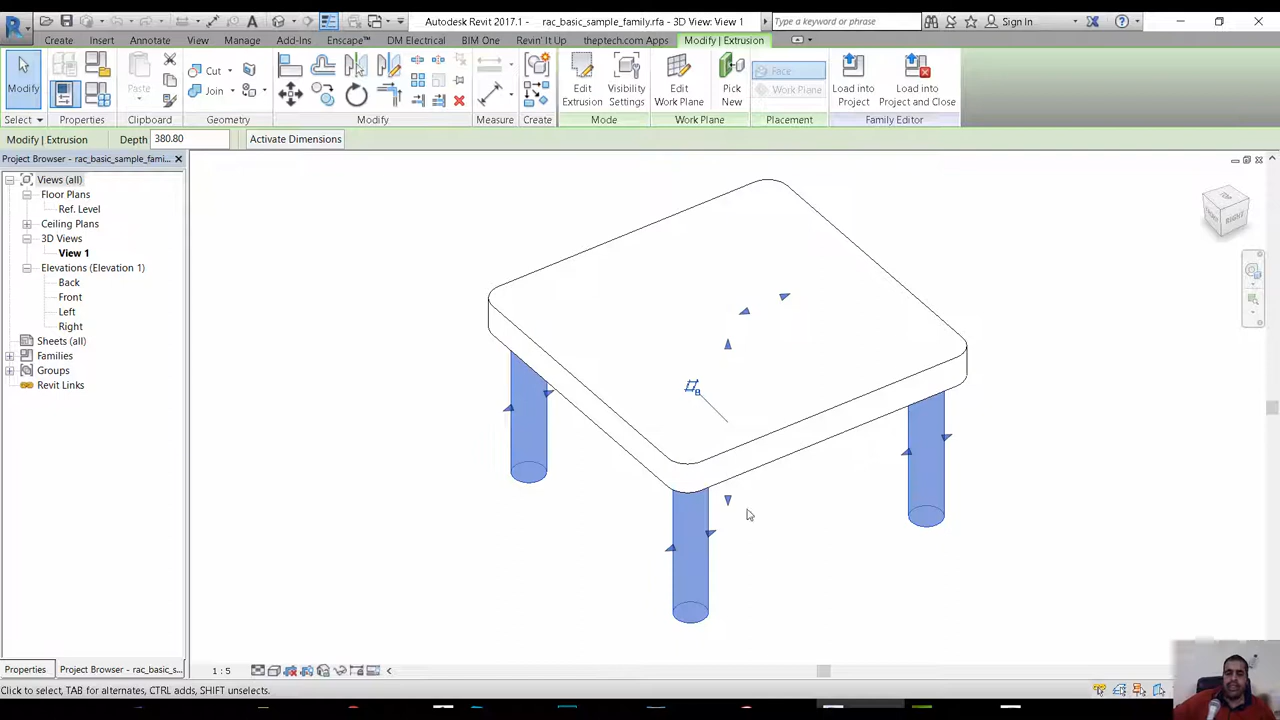 Autodesk Revit 2017.1 - rac_basic_sample_family.rfa - 3D View: View 1
Type a keyword or phrase
Sign In
Create Insert Annotate View Manage Add-Ins Enscape™ DM Electrical BIM One Revin' It Up theptech.com Apps Modify | Extrusion
Modify
Paste
Cut
Join
Edit Extrusion
Visibility Settings
Edit Work Plane
Pick New
Face
Work Plane
Load into Project
Load into Project and Close
Select Properties Clipboard Geometry Modify Measure Create Mode Work Plane Placement Family Editor
Modify | Extrusion Depth 380.80 Activate Dimensions
Project Browser - rac_basic_sample_fami...
Views (all)
Floor Plans
Ref. Level
Ceiling Plans
3D Views
View 1
Elevations (Elevation 1)
Back
Front
Left
Right
Sheets (all)
Families
Groups
Revit Links
TOP
RIGHT
Properties Project Browser - rac_basic_s...
1 : 5
Click to select, TAB for alternates, CTRL adds, SHIFT unselects.